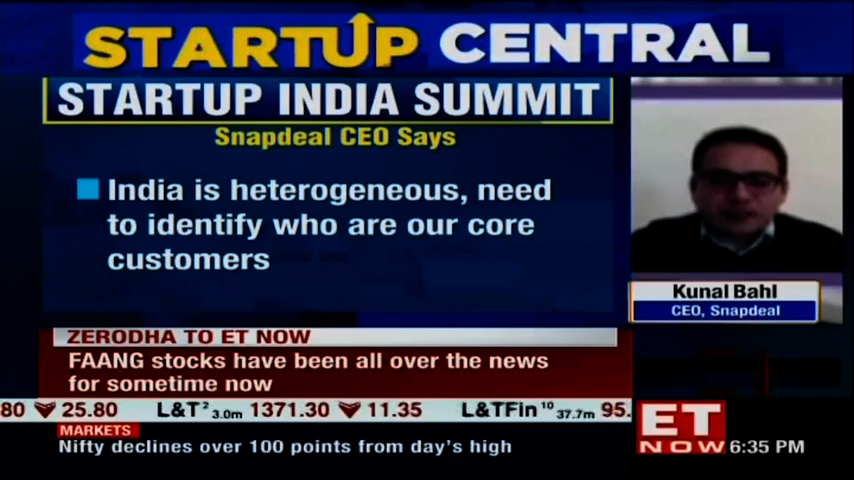 STARTUP CENTRAL
STARTUP INDIA SUMMIT
Snapdeal CEO Says
India is heterogeneous, need
to identify who are our core
customers
Kunal Bahl
CEO, Snapdeal
ZERODHA TO ET NOW
FAANG stocks have been all over the news
for sometime now
80 25.80 L&T 2 3.0m 1371.30 11.35 L&TFin 10 37.7m 95.
ET
NOW
6:35 PM
MARKETS
Nifty declines over 100 points from day's high